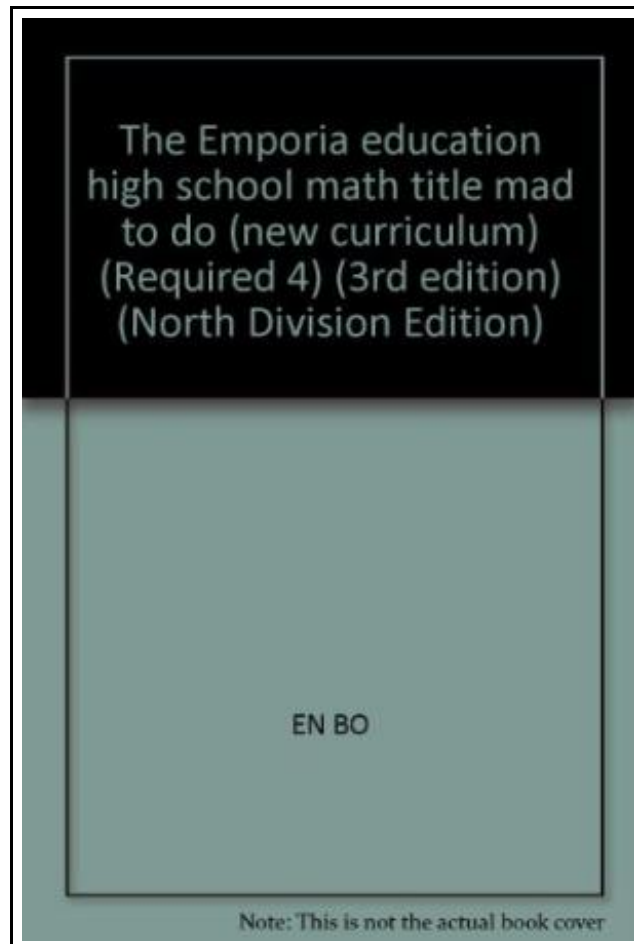 The Emporia education
high school math title mad
to do (new curriculum)
(Required 4) (3rd edition)
(North Division Edition)
EN BO
Note: This is not the actual book cover